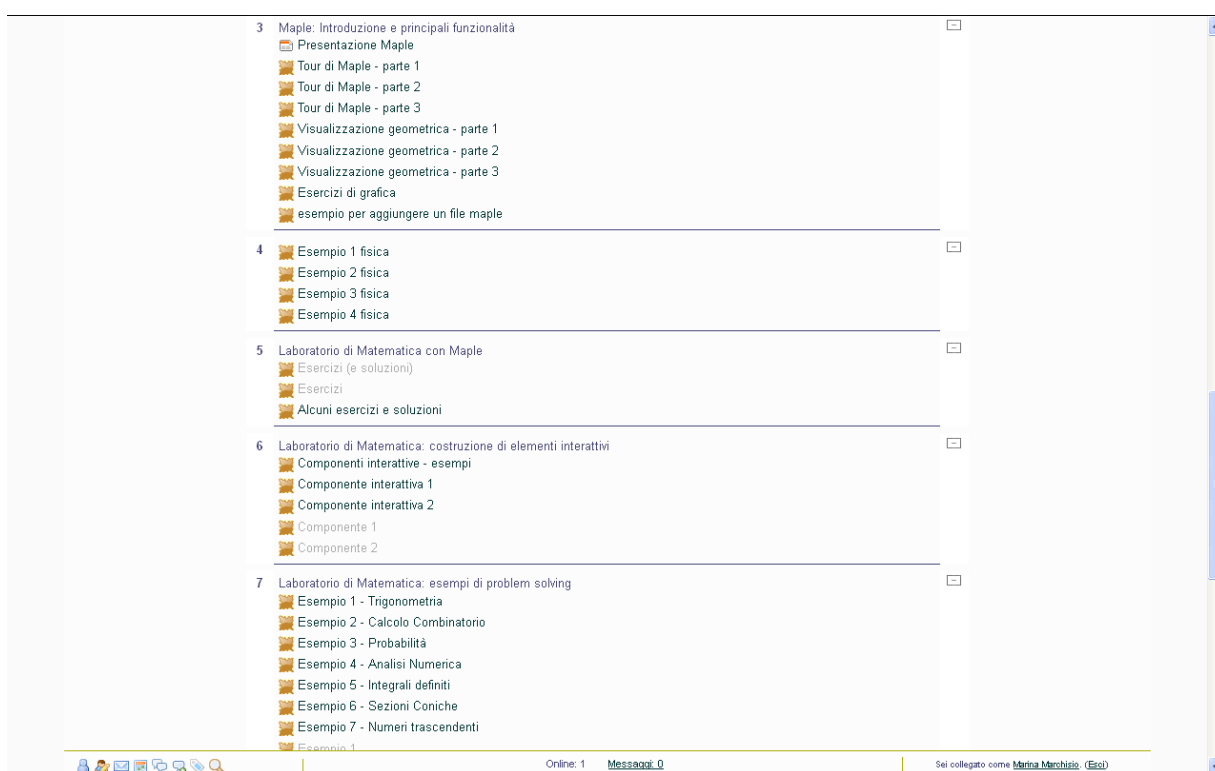 3 Maple: Introduzione e principali funzionalità
Presentazione Maple
Tour di Maple - parte 1
Tour di Maple - parte 2
Tour di Maple - parte 3
Visualizzazione geometrica - parte 1
Visualizzazione geometrica - parte 2
Visualizzazione geometrica - parte 3
Esercizi di grafica
esempio per aggiungere un file maple
4 Esempio 1 fisica
Esempio 2 fisica
Esempio 3 fisica
Esempio 4 fisica
5 Laboratorio di Matematica con Maple
Esercizi (e soluzioni)
Esercizi
Alcuni esercizi e soluzioni
6 Laboratorio di Matematica: costruzione di elementi interattivi
Componenti interattive - esempi
Componente interattiva 1
Componente interattiva 2
Componente 1
Componente 2
7 Laboratorio di Matematica: esempi di problem solving
Esempio 1 - Trigonometria
Esempio 2 - Calcolo Combinatorio
Esempio 3 - Probabilità
Esempio 4 - Analisi Numerica
Esempio 5 - Integrali definiti
Esempio 6 - Sezioni Coniche
Esempio 7 - Numeri trascendenti
Esempio 1
Online: 1 Messaggi: 0 Sei collegato come Marina Marchisio. (Esci)